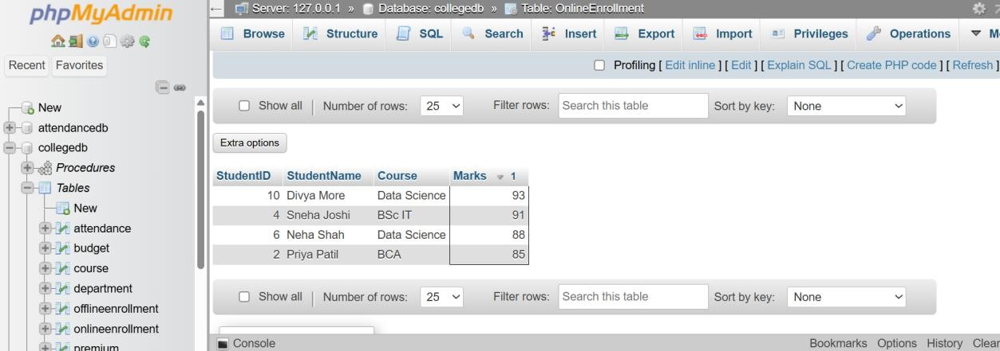 phpMyAdmin
Recent Favorites
New
attendancedb
collegedb
Procedures
Tables
New
attendance
budget
course
department
offlineenrollment
onlineenrollment
premium
Server: 127.0.0.1 » Database: collegedb » Table: OnlineEnrollment
Browse Structure SQL Search Insert Export Import Privileges Operations
Profiling [ Edit inline ] [ Edit ] [ Explain SQL ] [ Create PHP code ] [ Refresh ]
Show all | Number of rows: 25 Filter rows: Search this table Sort by key: None
Extra options
StudentID StudentName Course Marks 1
10 Divya More Data Science 93
4 Sneha Joshi BSc IT 91
6 Neha Shah Data Science 88
2 Priya Patil BCA 85
Show all | Number of rows: 25 Filter rows: Search this table Sort by key: None
Console Bookmarks Options History Clear